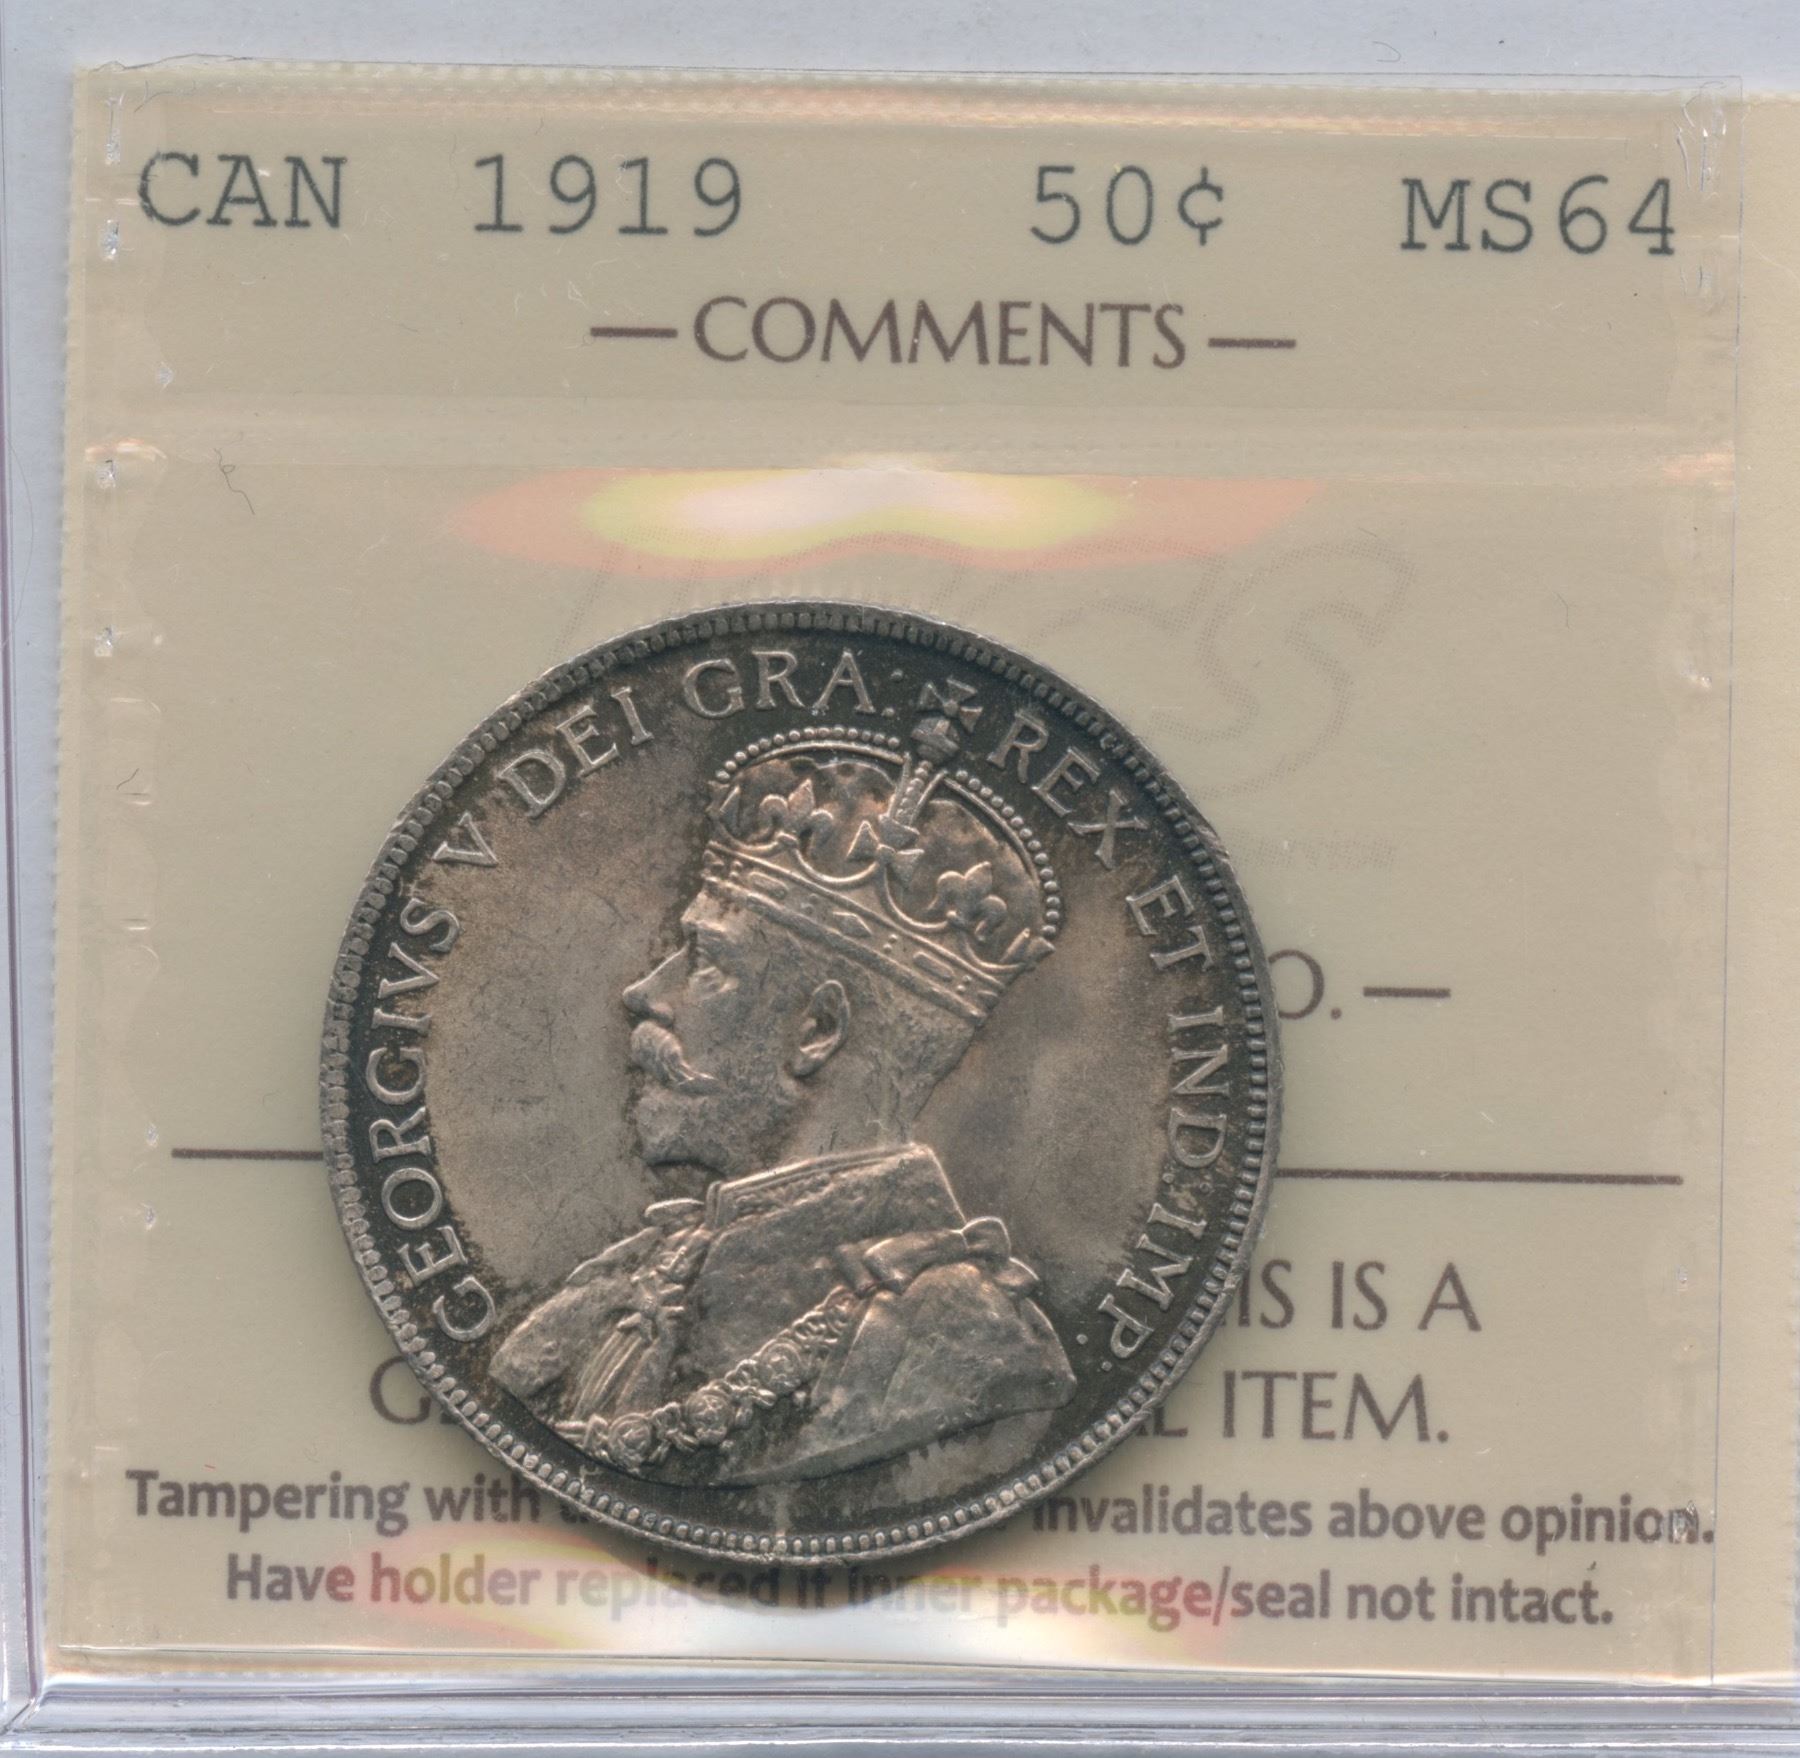 CAN 1919 50¢ MS64
—COMMENTS—
GEORGIVS V DEI GRA: REX ET IND: IMP:
O.—
IS IS A
ITEM.
Tampering with invalidates above opinion.
Have holder replaced if inner package/seal not intact.